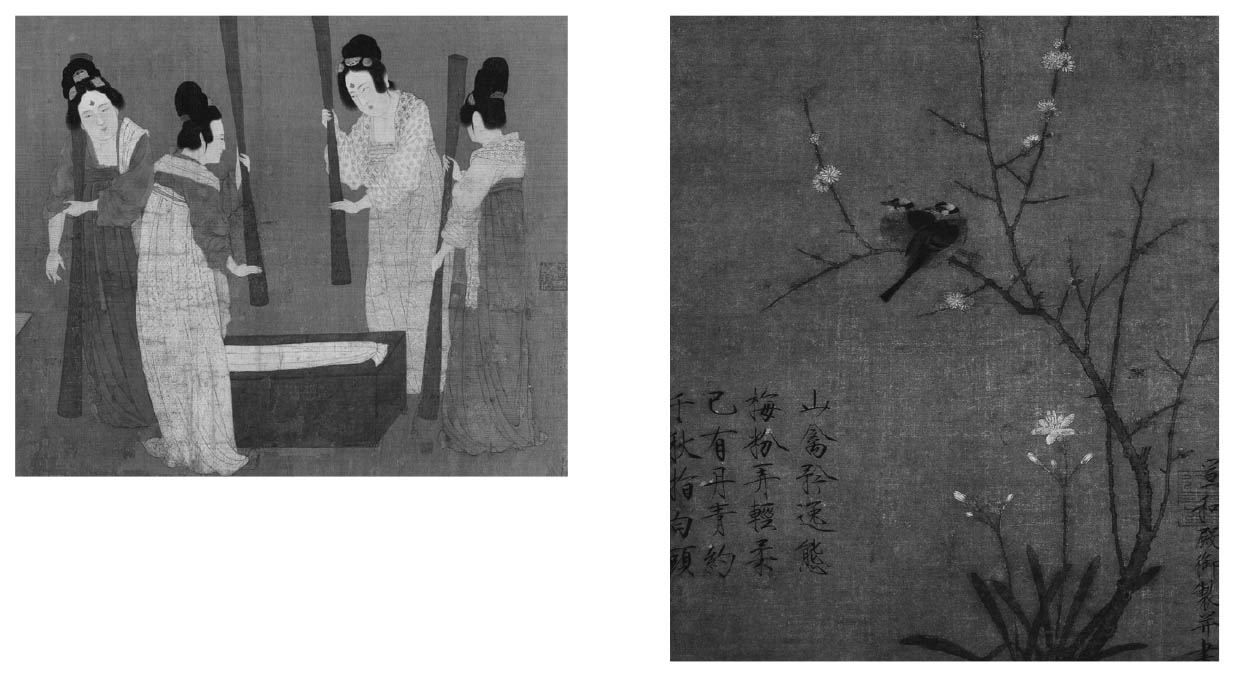 山禽矜逸態
梅粉弄輕柔
已有丹青約
千秋指白頭
宣和殿御製并書